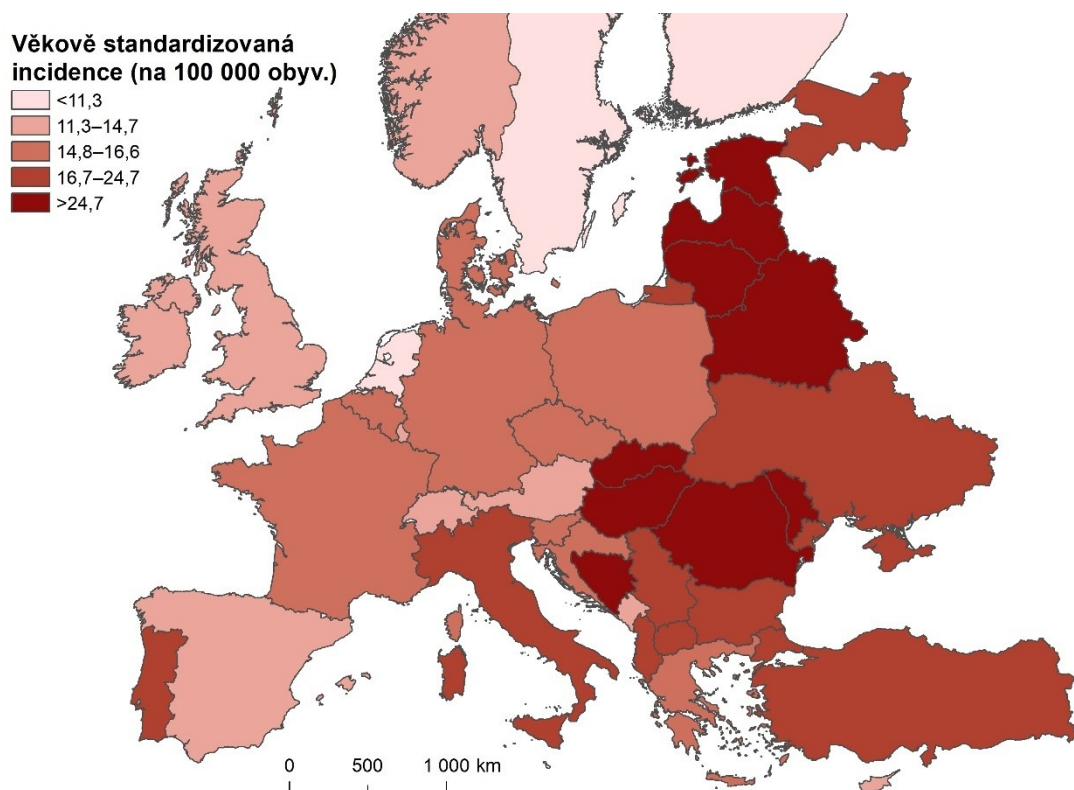 Věkově standardizovaná
incidence (na 100 000 obyv.)
<11,3
11,3–14,7
14,8–16,6
16,7–24,7
>24,7
0 500 1 000 km